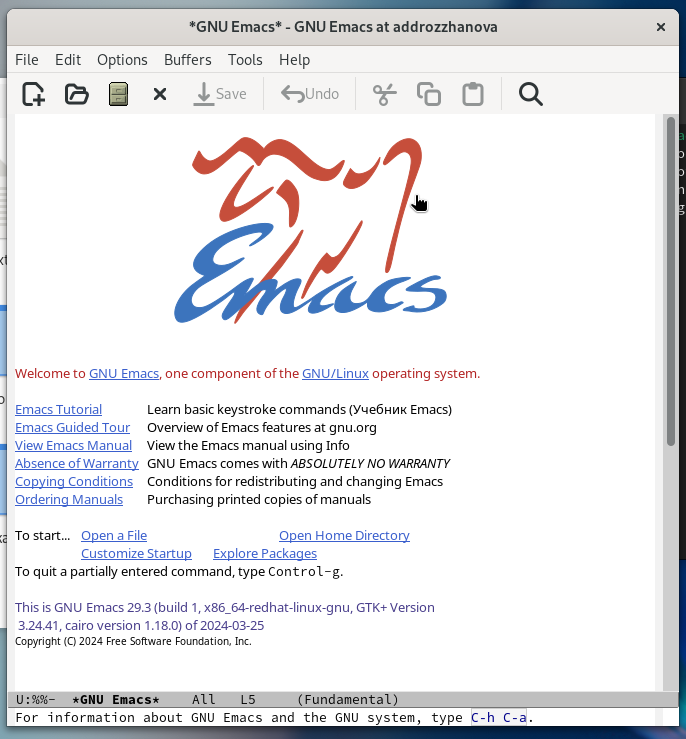 *GNU Emacs* - GNU Emacs at addrozzhanova
File Edit Options Buffers Tools Help
Save Undo
Emacs
Welcome to GNU Emacs, one component of the GNU/Linux operating system.
Emacs Tutorial Learn basic keystroke commands (Учебник Emacs)
Emacs Guided Tour Overview of Emacs features at gnu.org
View Emacs Manual View the Emacs manual using Info
Absence of Warranty GNU Emacs comes with ABSOLUTELY NO WARRANTY
Copying Conditions Conditions for redistributing and changing Emacs
Ordering Manuals Purchasing printed copies of manuals
To start... Open a File Open Home Directory
Customize Startup Explore Packages
To quit a partially entered command, type Control-g.
This is GNU Emacs 29.3 (build 1, x86_64-redhat-linux-gnu, GTK+ Version
3.24.41, cairo version 1.18.0) of 2024-03-25
Copyright (C) 2024 Free Software Foundation, Inc.
U:%%- *GNU Emacs* All L5 (Fundamental)
For information about GNU Emacs and the GNU system, type C-h C-a.